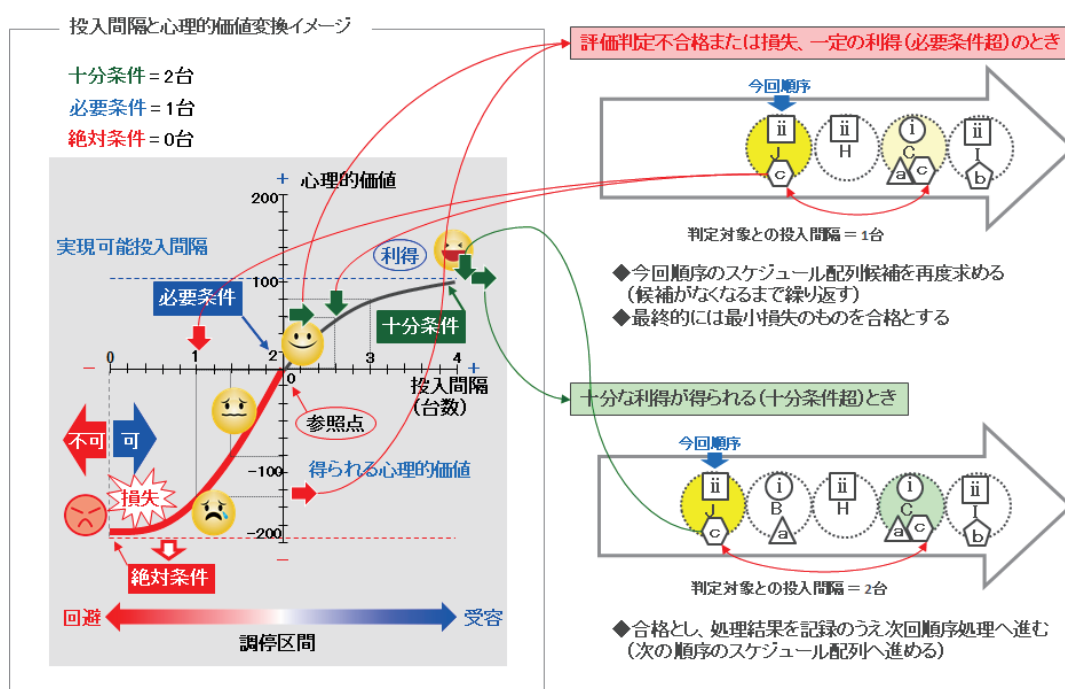 投入間隔と心理的価値変換イメージ
十分条件＝2台
必要条件＝1台
絶対条件＝0台
＋ 心理的価値
200
実現可能投入間隔
利得
100
必要条件
十分条件
0 1 2 3 4
－ 0 ＋
投入間隔
(台数)
参照点
不可 可
－100
得られる心理的価値
損失
－200
－
絶対条件
回避 受容
調停区間
評価判定不合格または損失、一定の利得(必要条件超)のとき
今回順序
ii ii i ii
J H C I
c a c b
判定対象との投入間隔＝1台
◆今回順序のスケジュール配列候補を再度求める
(候補がなくなるまで繰り返す)
◆最終的には最小損失のものを合格とする
十分な利得が得られる(十分条件超)とき
今回順序
ii i ii i ii
J B H C I
c a a c b
判定対象との投入間隔＝2台
◆合格とし、処理結果を記録のうえ次回順序処理へ進む
(次の順序のスケジュール配列へ進める)